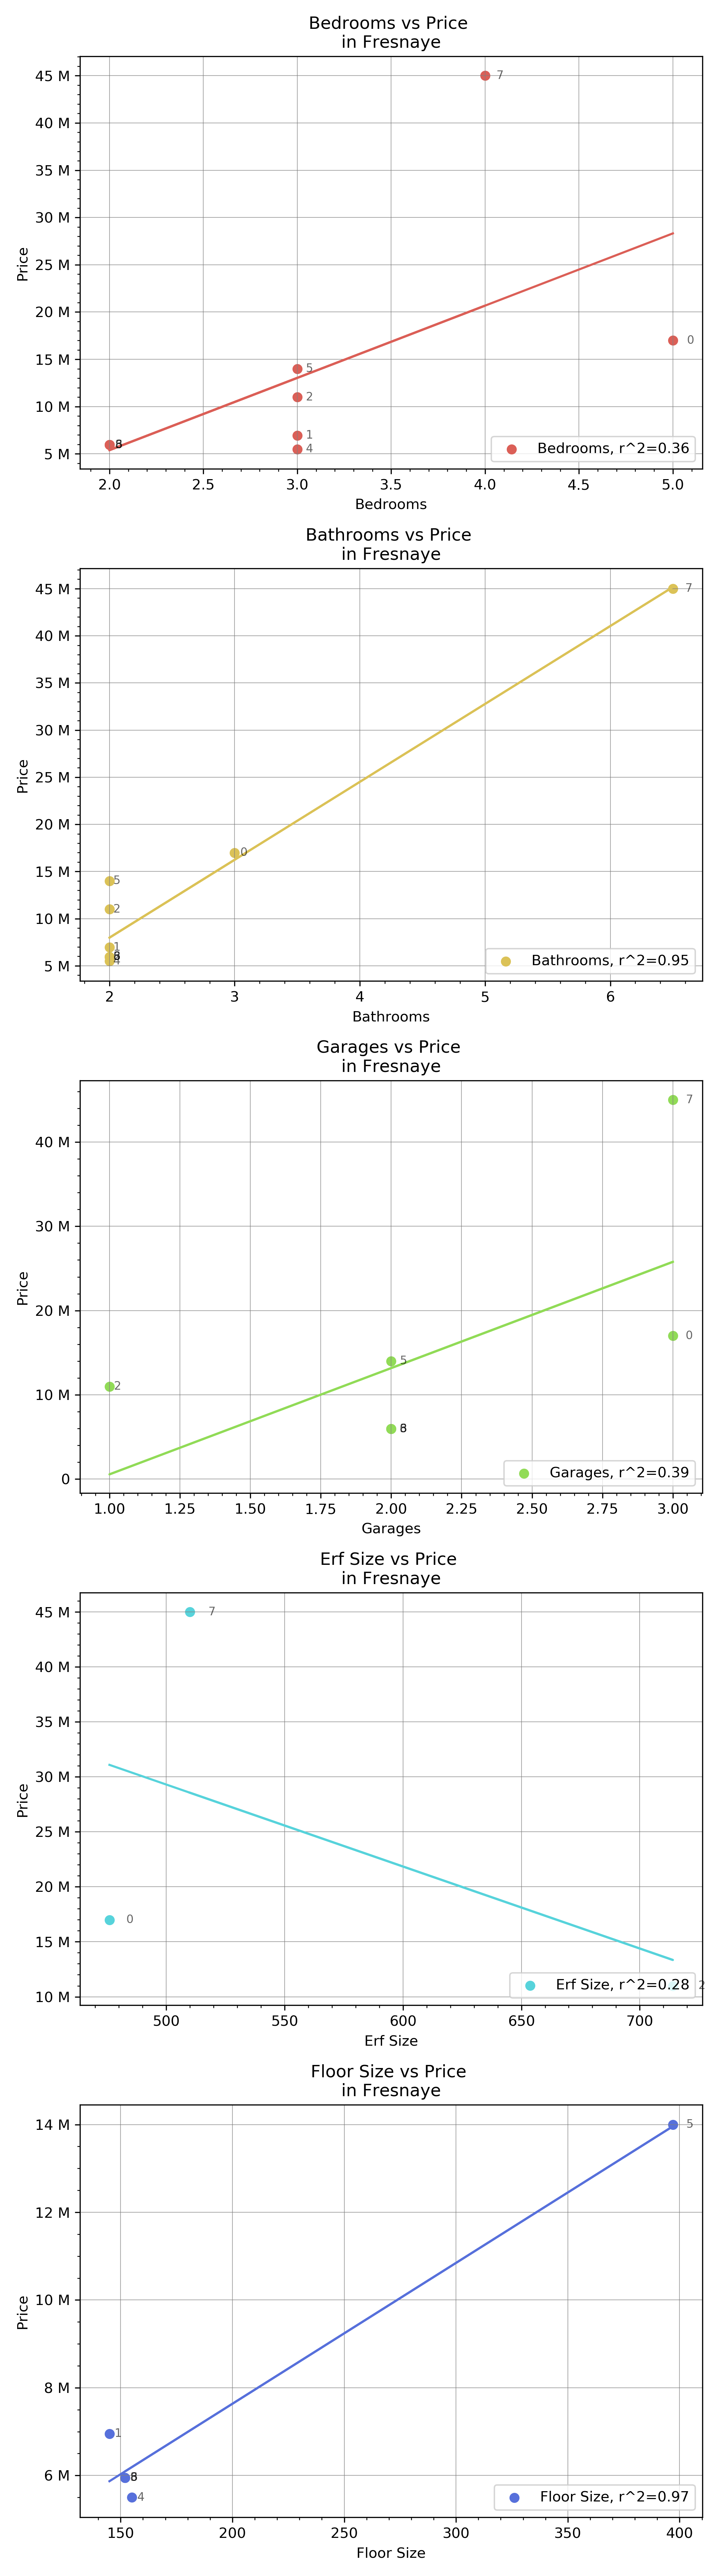 Bedrooms vs Price
in Fresnaye
45 M
40 M
35 M
30 M
25 M
20 M
15 M
10 M
5 M
Price
7
0
5
2
1
4
Bedrooms, r^2=0.36
2.0 2.5 3.0 3.5 4.0 4.5 5.0
Bedrooms
Bathrooms vs Price
in Fresnaye
45 M
40 M
35 M
30 M
25 M
20 M
15 M
10 M
5 M
Price
7
0
5
2
1
4
Bathrooms, r^2=0.95
2 3 4 5 6
Bathrooms
Garages vs Price
in Fresnaye
40 M
30 M
20 M
10 M
0
Price
7
0
5
2
Garages, r^2=0.39
1.00 1.25 1.50 1.75 2.00 2.25 2.50 2.75 3.00
Garages
Erf Size vs Price
in Fresnaye
45 M
40 M
35 M
30 M
25 M
20 M
15 M
10 M
Price
7
0
Erf Size, r^2=0.28
2
500 550 600 650 700
Erf Size
Floor Size vs Price
in Fresnaye
14 M
12 M
10 M
8 M
6 M
Price
5
1
4
Floor Size, r^2=0.97
150 200 250 300 350 400
Floor Size